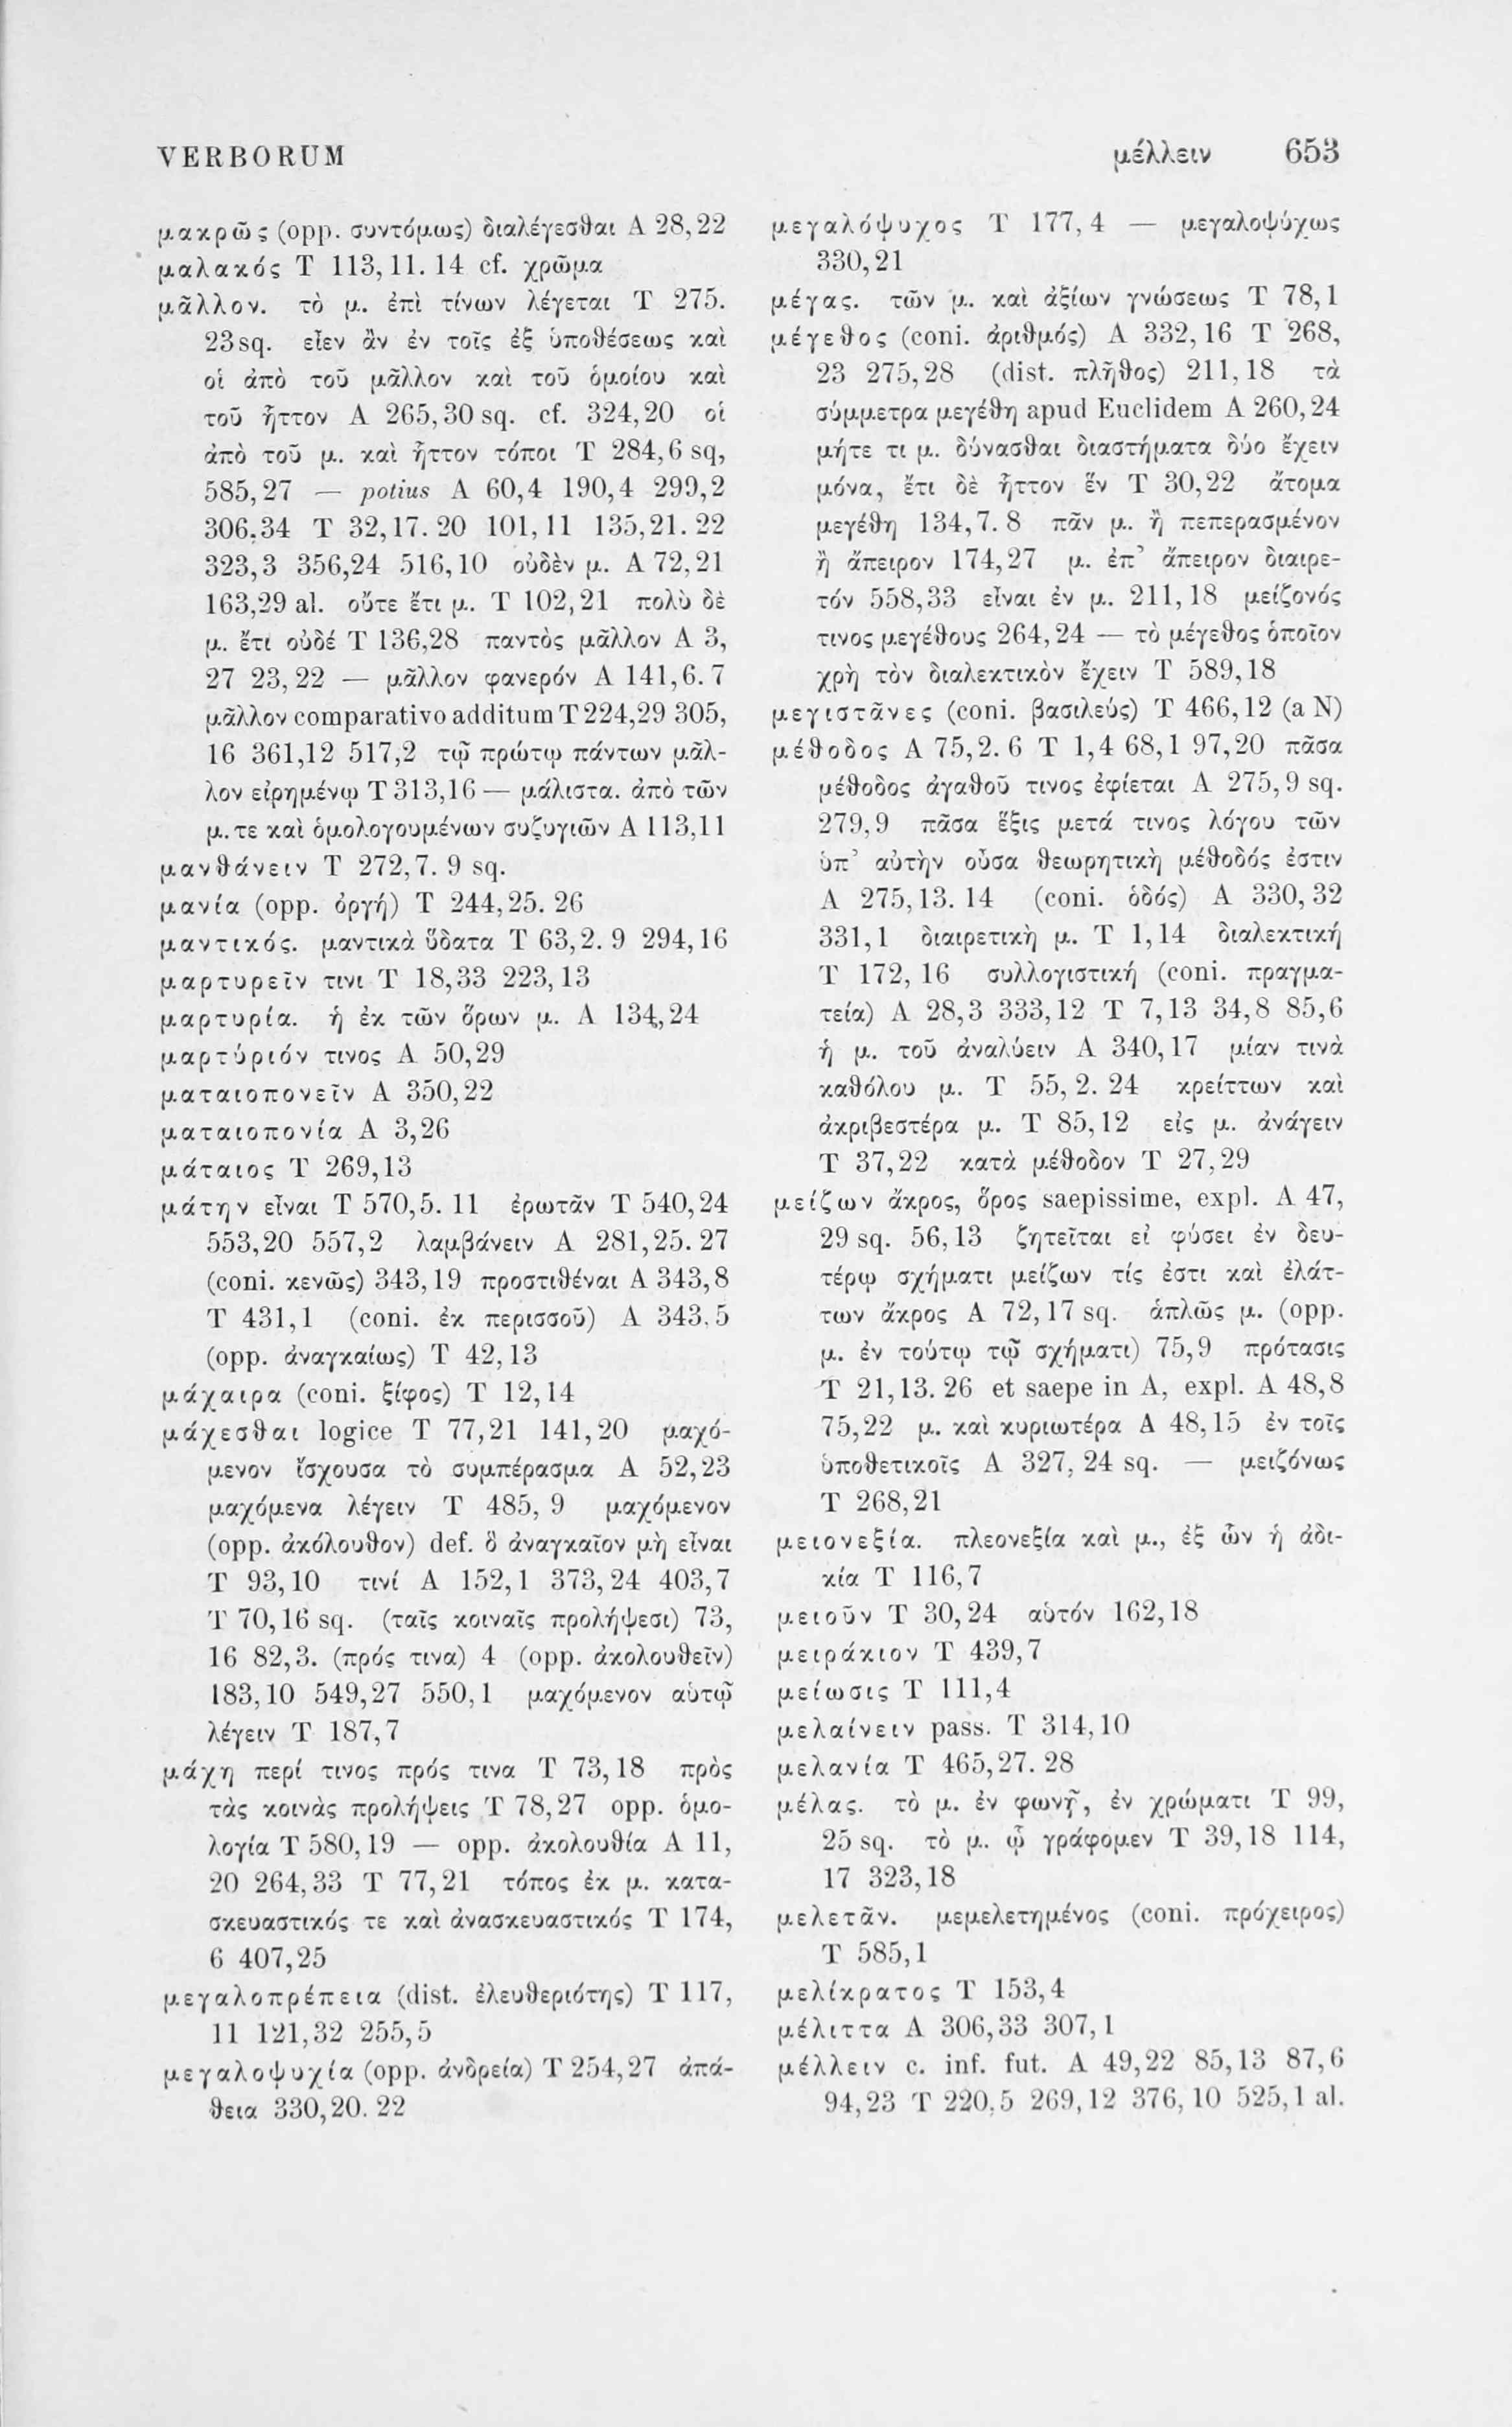 VERBORUM μέλλειν 653
μακρῶς (opp. συντόμως) διαλέγεσθαι A 28,22
μαλακός T 113,11. 14 cf. χρῶμα
μᾶλλον. τὸ μ. ἐπὶ τίνων λέγεται T 275.
23 sq. εἶεν ἂν ἐν τοῖς ἐξ ὑποθέσεως καὶ
οἱ ἀπὸ τοῦ μᾶλλον καὶ τοῦ ὁμοίου καὶ
τοῦ ἧττον A 265,30 sq. cf. 324,20 οἱ
ἀπὸ τοῦ μ. καὶ ἧττον τόποι T 284,6 sq,
585,27 — potius A 60,4 190,4 299,2
306.34 T 32,17. 20 101,11 135,21. 22
323,3 356,24 516,10 οὐδὲν μ. A 72,21
163,29 al. οὔτε ἔτι μ. T 102,21 πολὺ δὲ
μ. ἔτι οὐδέ T 136,28 παντὸς μᾶλλον A 3,
27 23,22 — μᾶλλον φανερόν A 141,6. 7
μᾶλλον comparativo additum T 224,29 305,
16 361,12 517,2 τῷ πρώτῳ πάντων μᾶλ-
λον εἰρημένῳ T 313,16 — μάλιστα. ἀπὸ τῶν
μ. τε καὶ ὁμολογουμένων συζυγιῶν A 113,11
μανθάνειν T 272,7. 9 sq.
μανία (opp. ὀργή) T 244,25. 26
μαντικός. μαντικὰ ὕδατα T 63,2. 9 294,16
μαρτυρεῖν τινι T 18,33 223,13
μαρτυρία. ἡ ἐκ τῶν ὅρων μ. A 134,24
μαρτύριόν τινος A 50,29
ματαιοπονεῖν A 350,22
ματαιοπονία A 3,26
μάταιος T 269,13
μάτην εἶναι T 570,5. 11 ἐρωτᾶν T 540,24
553,20 557,2 λαμβάνειν A 281,25. 27
(coni. κενῶς) 343,19 προστιθέναι A 343,8
T 431,1 (coni. ἐκ περισσοῦ) A 343.5
(opp. ἀναγκαίως) T 42,13
μάχαιρα (coni. ξίφος) T 12,14
μάχεσθαι logice T 77,21 141,20 μαχό-
μενον ἴσχουσα τὸ συμπέρασμα A 52,23
μαχόμενα λέγειν T 485,9 μαχόμενον
(opp. ἀκόλουθον) def. ὃ ἀναγκαῖον μὴ εἶναι
T 93,10 τινί A 152,1 373,24 403,7
T 70,16 sq. (ταῖς κοιναῖς προλήψεσι) 73,
16 82,3. (πρός τινα) 4 (opp. ἀκολουθεῖν)
183,10 549,27 550,1 μαχόμενον αὑτῷ
λέγειν T 187,7
μάχη περί τινος πρός τινα T 73,18 πρὸς
τὰς κοινὰς προλήψεις T 78,27 opp. ὁμο-
λογία T 580,19 — opp. ἀκολουθία A 11,
20 264,33 T 77,21 τόπος ἐκ μ. κατα-
σκευαστικός τε καὶ ἀνασκευαστικός T 174,
6 407,25
μεγαλοπρέπεια (dist. ἐλευθεριότης) T 117,
11 121,32 255,5
μεγαλοψυχία (opp. ἀνδρεία) T 254,27 ἀπά-
θεια 330,20. 22
μεγαλόψυχος T 177,4 — μεγαλοψύχως
330,21
μέγας. τῶν μ. καὶ ἀξίων γνώσεως T 78,1
μέγεθος (coni. ἀριθμός) A 332,16 T 268,
23 275,28 (dist. πλῆθος) 211,18 τὰ
σύμμετρα μεγέθη apud Euclidem A 260,24
μήτε τι μ. δύνασθαι διαστήματα δύο ἔχειν
μόνα, ἔτι δὲ ἧττον ἕν T 30,22 ἄτομα
μεγέθη 134,7. 8 πᾶν μ. ἢ πεπερασμένον
ἢ ἄπειρον 174,27 μ. ἐπ’ ἄπειρον διαιρε-
τόν 558,33 εἶναι ἐν μ. 211,18 μείζονός
τινος μεγέθους 264,24 — τὸ μέγεθος ὁποῖον
χρὴ τὸν διαλεκτικὸν ἔχειν T 589,18
μεγιστᾶνες (coni. βασιλεύς) T 466,12 (a N)
μέθοδος A 75,2. 6 T 1,4 68,1 97,20 πᾶσα
μέθοδος ἀγαθοῦ τινος ἐφίεται A 275,9 sq.
279,9 πᾶσα ἕξις μετά τινος λόγου τῶν
ὑπ’ αὐτὴν οὖσα θεωρητικὴ μέθοδός ἐστιν
A 275,13. 14 (coni. ὁδός) A 330,32
331,1 διαιρετικὴ μ. T 1,14 διαλεκτική
T 172,16 συλλογιστική (coni. πραγμα-
τεία) A 28,3 333,12 T 7,13 34,8 85,6
ἡ μ. τοῦ ἀναλύειν A 340,17 μίαν τινὰ
καθόλου μ. T 55,2. 24 κρείττων καὶ
ἀκριβεστέρα μ. T 85,12 εἰς μ. ἀνάγειν
T 37,22 κατὰ μέθοδον T 27,29
μείζων ἄκρος, ὅρος saepissime, expl. A 47,
29 sq. 56,13 ζητεῖται εἰ φύσει ἐν δευ-
τέρῳ σχήματι μείζων τίς ἐστι καὶ ἐλάτ-
των ἄκρος A 72,17 sq. ἁπλῶς μ. (opp.
μ. ἐν τούτῳ τῷ σχήματι) 75,9 πρότασις
T 21,13. 26 et saepe in A, expl. A 48,8
75,22 μ. καὶ κυριωτέρα A 48,15 ἐν τοῖς
ὑποθετικοῖς A 327,24 sq. — μειζόνως
T 268,21
μειονεξία. πλεονεξία καὶ μ., ἐξ ὧν ἡ ἀδι-
κία T 116,7
μειοῦν T 30,24 αὑτόν 162,18
μειράκιον T 439,7
μείωσις T 111,4
μελαίνειν pass. T 314,10
μελανία T 465,27. 28
μέλας. τὸ μ. ἐν φωνῇ, ἐν χρώματι T 99,
25 sq. τὸ μ. ᾧ γράφομεν T 39,18 114,
17 323,18
μελετᾶν. μεμελετημένος (coni. πρόχειρος)
T 585,1
μελίκρατος T 153,4
μέλιττα A 306,33 307,1
μέλλειν c. inf. fut. A 49,22 85,13 87,6
94,23 T 220.5 269,12 376,10 525,1 al.